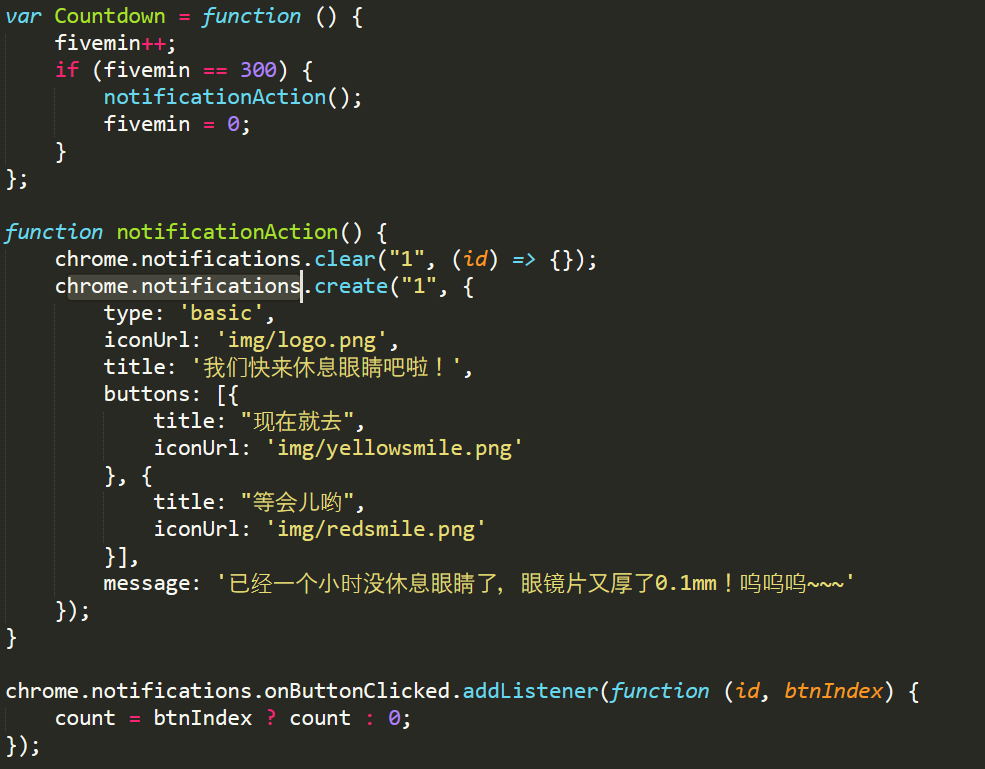 var Countdown = function () {
    fivemin++;
    if (fivemin == 300) {
        notificationAction();
        fivemin = 0;
    }
};

function notificationAction() {
    chrome.notifications.clear("1", (id) => {});
    chrome.notifications.create("1", {
        type: 'basic',
        iconUrl: 'img/logo.png',
        title: '我们快来休息眼睛吧啦！',
        buttons: [{
            title: "现在就去",
            iconUrl: 'img/yellowsmile.png'
        }, {
            title: "等会儿哟",
            iconUrl: 'img/redsmile.png'
        }],
        message: '已经一个小时没休息眼睛了，眼镜片又厚了0.1mm！呜呜呜~~~'
    });
}

chrome.notifications.onButtonClicked.addListener(function (id, btnIndex) {
    count = btnIndex ? count : 0;
});